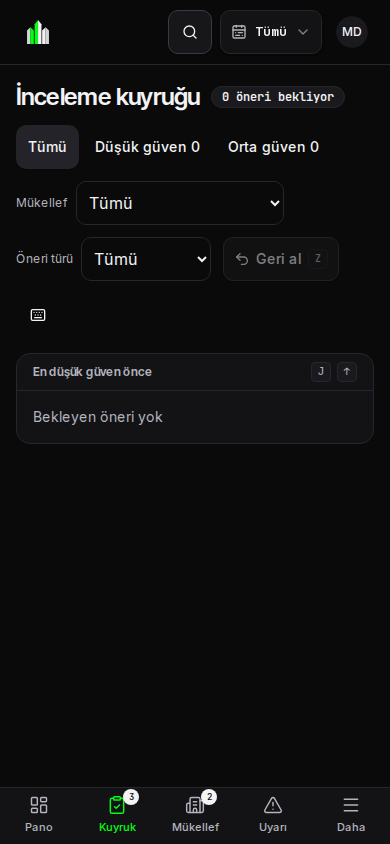 Tümü
MD
İnceleme kuyruğu
0 öneri bekliyor
Tümü
Düşük güven 0
Orta güven 0
Mükellef
Tümü
Öneri türü
Tümü
Geri al
Z
En düşük güven önce
J
↑
Bekleyen öneri yok
3
2
Pano
Kuyruk
Mükellef
Uyarı
Daha